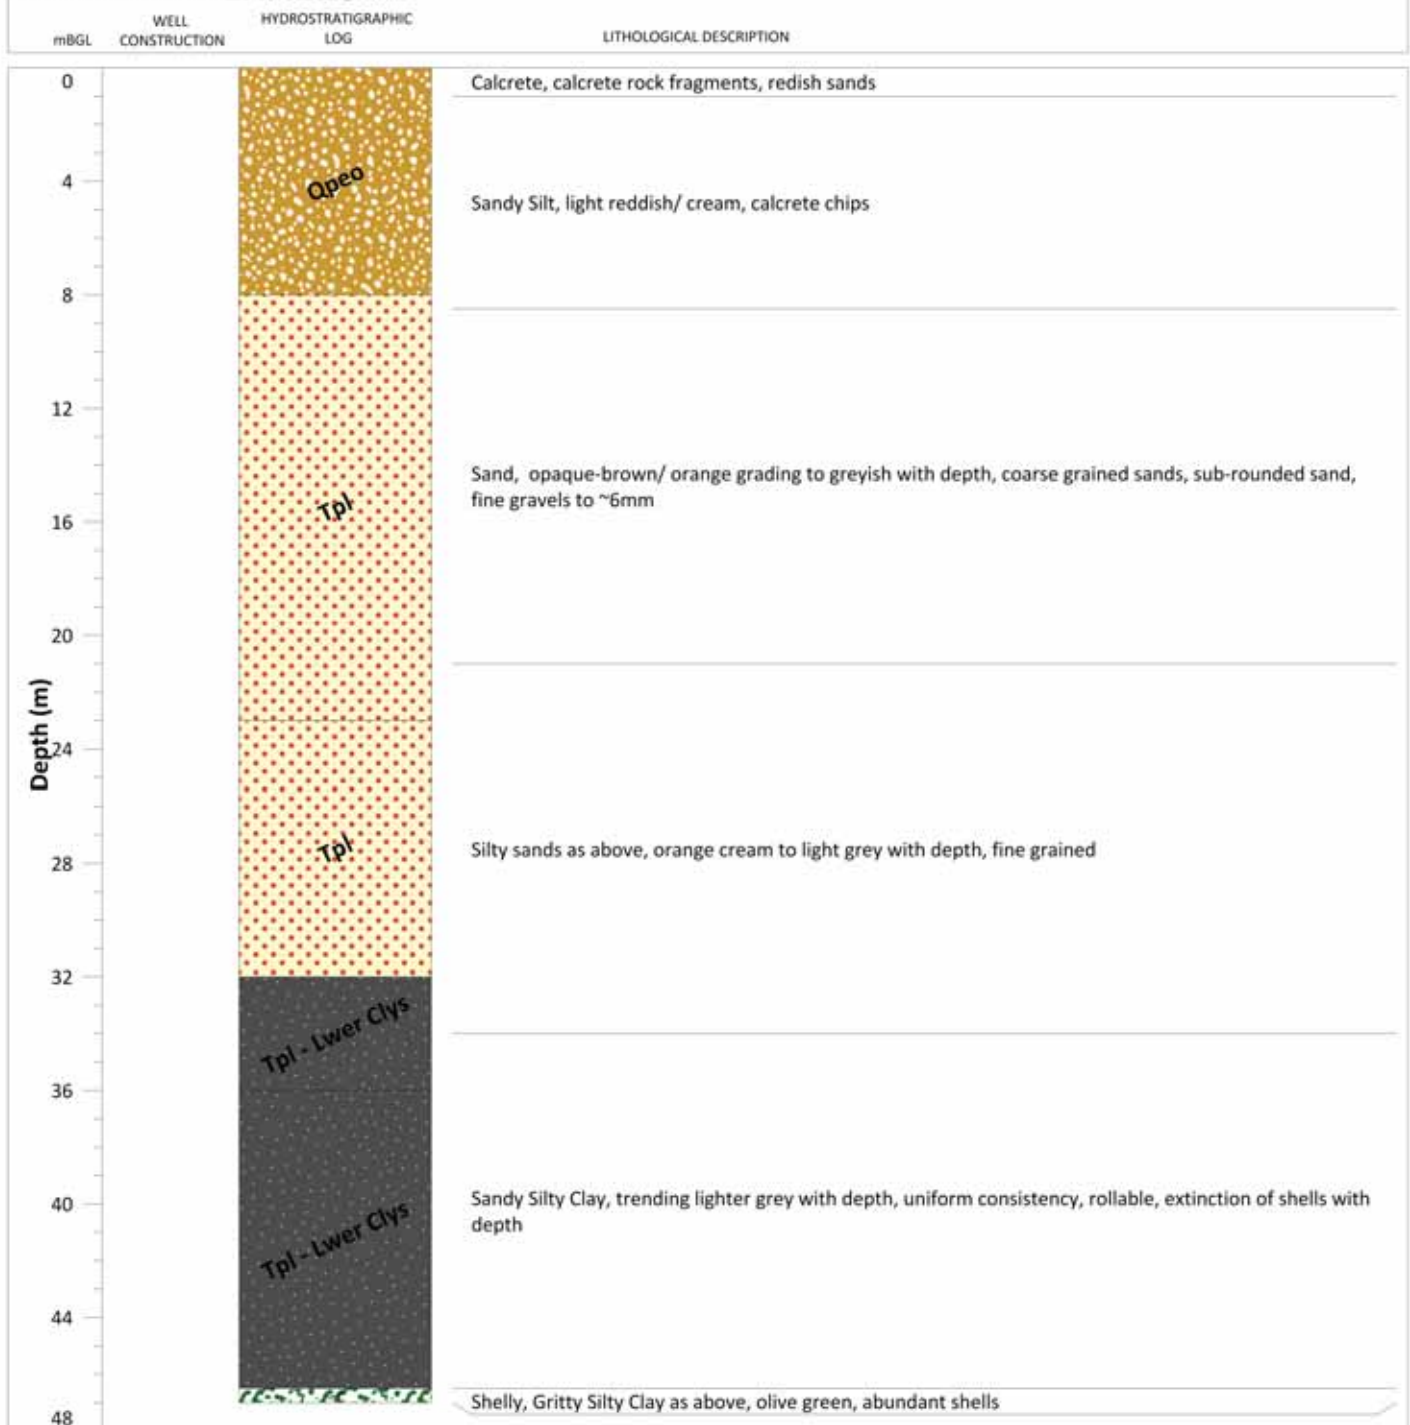 WELL
CONSTRUCTION
HYDROSTRATIGRAPHIC
LOG
mBGL
LITHOLOGICAL DESCRIPTION
0
Calcrete, calcrete rock fragments, redish sands
4
Qpeo
Sandy Silt, light reddish/ cream, calcrete chips
8
12
Sand, opaque-brown/ orange grading to greyish with depth, coarse grained sands, sub-rounded sand,
fine gravels to ~6mm
Tpl
16
20
Depth (m)
24
Tpl
Silty sands as above, orange cream to light grey with depth, fine grained
28
32
Tpl - Lwer Clys
36
40
Sandy Silty Clay, trending lighter grey with depth, uniform consistency, rollable, extinction of shells with
depth
Tpl - Lwer Clys
44
Shelly, Gritty Silty Clay as above, olive green, abundant shells
48